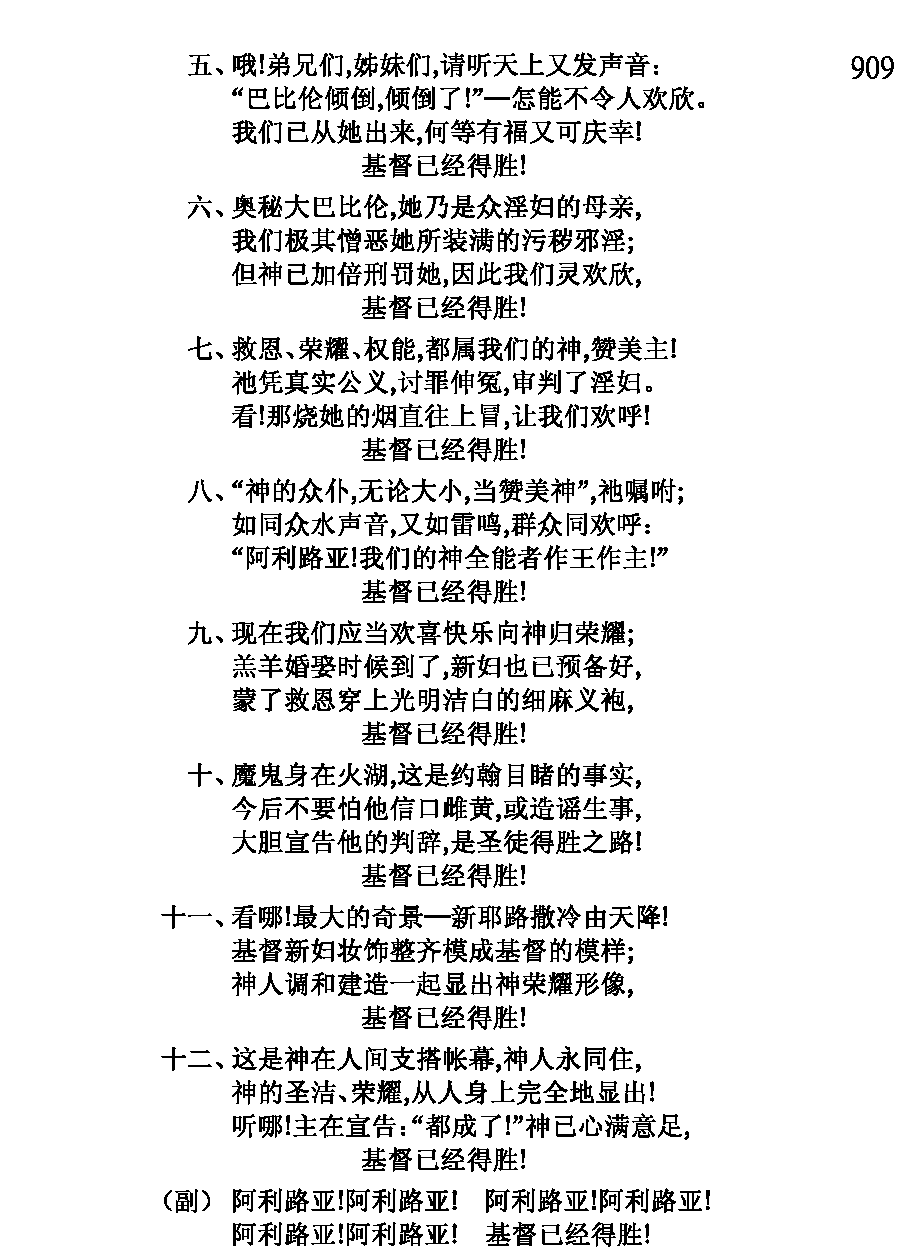 909
五、哦!弟兄们,姊妹们,请听天上又发声音:
“巴比伦倾倒,倾倒了!”—怎能不令人欢欣。
我们已从她出来,何等有福又可庆幸!
基督已经得胜!
六、奥秘大巴比伦,她乃是众淫妇的母亲,
我们极其憎恶她所装满的污秽邪淫;
但神已加倍刑罚她,因此我们灵欢欣,
基督已经得胜!
七、救恩、荣耀、权能,都属我们的神,赞美主!
祂凭真实公义,讨罪伸冤,审判了淫妇。
看!那烧她的烟直往上冒,让我们欢呼!
基督已经得胜!
八、“神的众仆,无论大小,当赞美神”,祂嘱咐;
如同众水声音,又如雷鸣,群众同欢呼:
“阿利路亚!我们的神全能者作王作主!”
基督已经得胜!
九、现在我们应当欢喜快乐向神归荣耀;
羔羊婚娶时候到了,新妇也已预备好,
蒙了救恩穿上光明洁白的细麻义袍,
基督已经得胜!
十、魔鬼身在火湖,这是约翰目睹的事实,
今后不要怕他信口雌黄,或造谣生事,
大胆宣告他的判辞,是圣徒得胜之路!
基督已经得胜!
十一、看哪!最大的奇景—新耶路撒冷由天降!
基督新妇妆饰整齐模成基督的模样;
神人调和建造一起显出神荣耀形像,
基督已经得胜!
十二、这是神在人间支搭帐幕,神人永同住,
神的圣洁、荣耀,从人身上完全地显出!
听哪!主在宣告:“都成了!”神已心满意足,
基督已经得胜!
（副）阿利路亚!阿利路亚! 阿利路亚!阿利路亚!
阿利路亚!阿利路亚! 基督已经得胜!